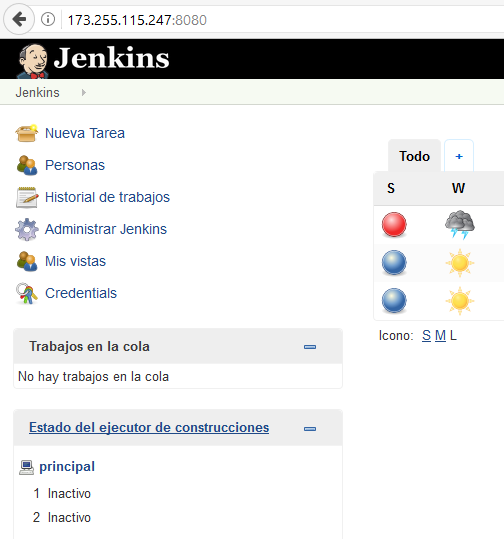 173.255.115.247:8080
Jenkins
Jenkins
Nueva Tarea
Personas
Historial de trabajos
Administrar Jenkins
Mis vistas
Credentials
Trabajos en la cola
No hay trabajos en la cola
Estado del ejecutor de construcciones
principal
1 Inactivo
2 Inactivo
Todo +
S W
Icono: S M L